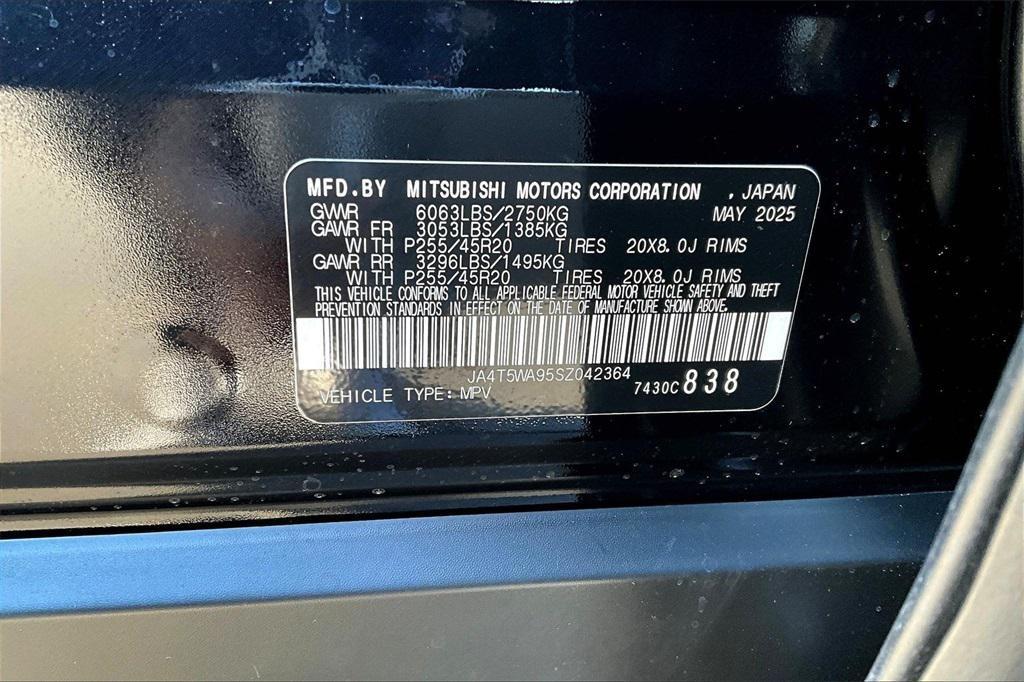 MFD.BY MITSUBISHI MOTORS CORPORATION , JAPAN
GVWR 6063LBS/2750KG MAY 2025
GAWR FR 3053LBS/1385KG
WITH P255/45R20 TIRES 20X8.0J RIMS
GAWR RR 3296LBS/1495KG
WITH P255/45R20 TIRES 20X8.0J RIMS
THIS VEHICLE CONFORMS TO ALL APPLICABLE FEDERAL MOTOR VEHICLE SAFETY AND THEFT
PREVENTION STANDARDS IN EFFECT ON THE DATE OF MANUFACTURE SHOWN ABOVE.
JA4T5WA95SZ042364
VEHICLE TYPE: MPV 7430C 838